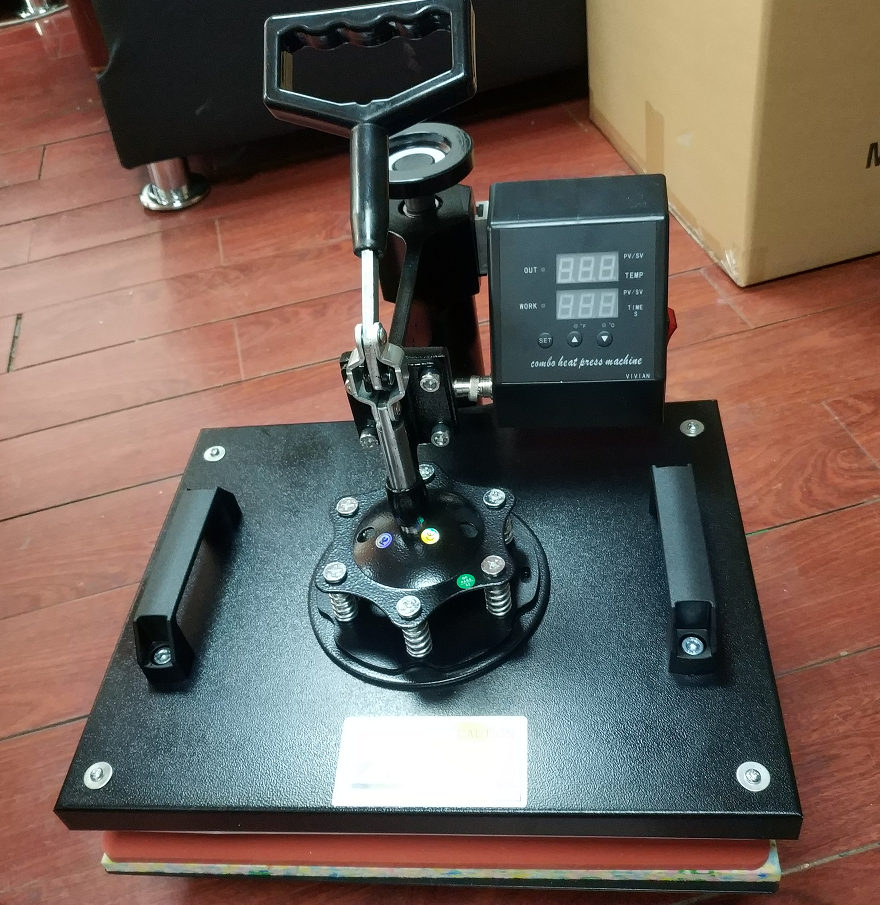 OUT
PV/SV
TEMP
WORK
PV/SV
TIME
S
°F
°C
SET
combo heat press machine
VIVIAN
M